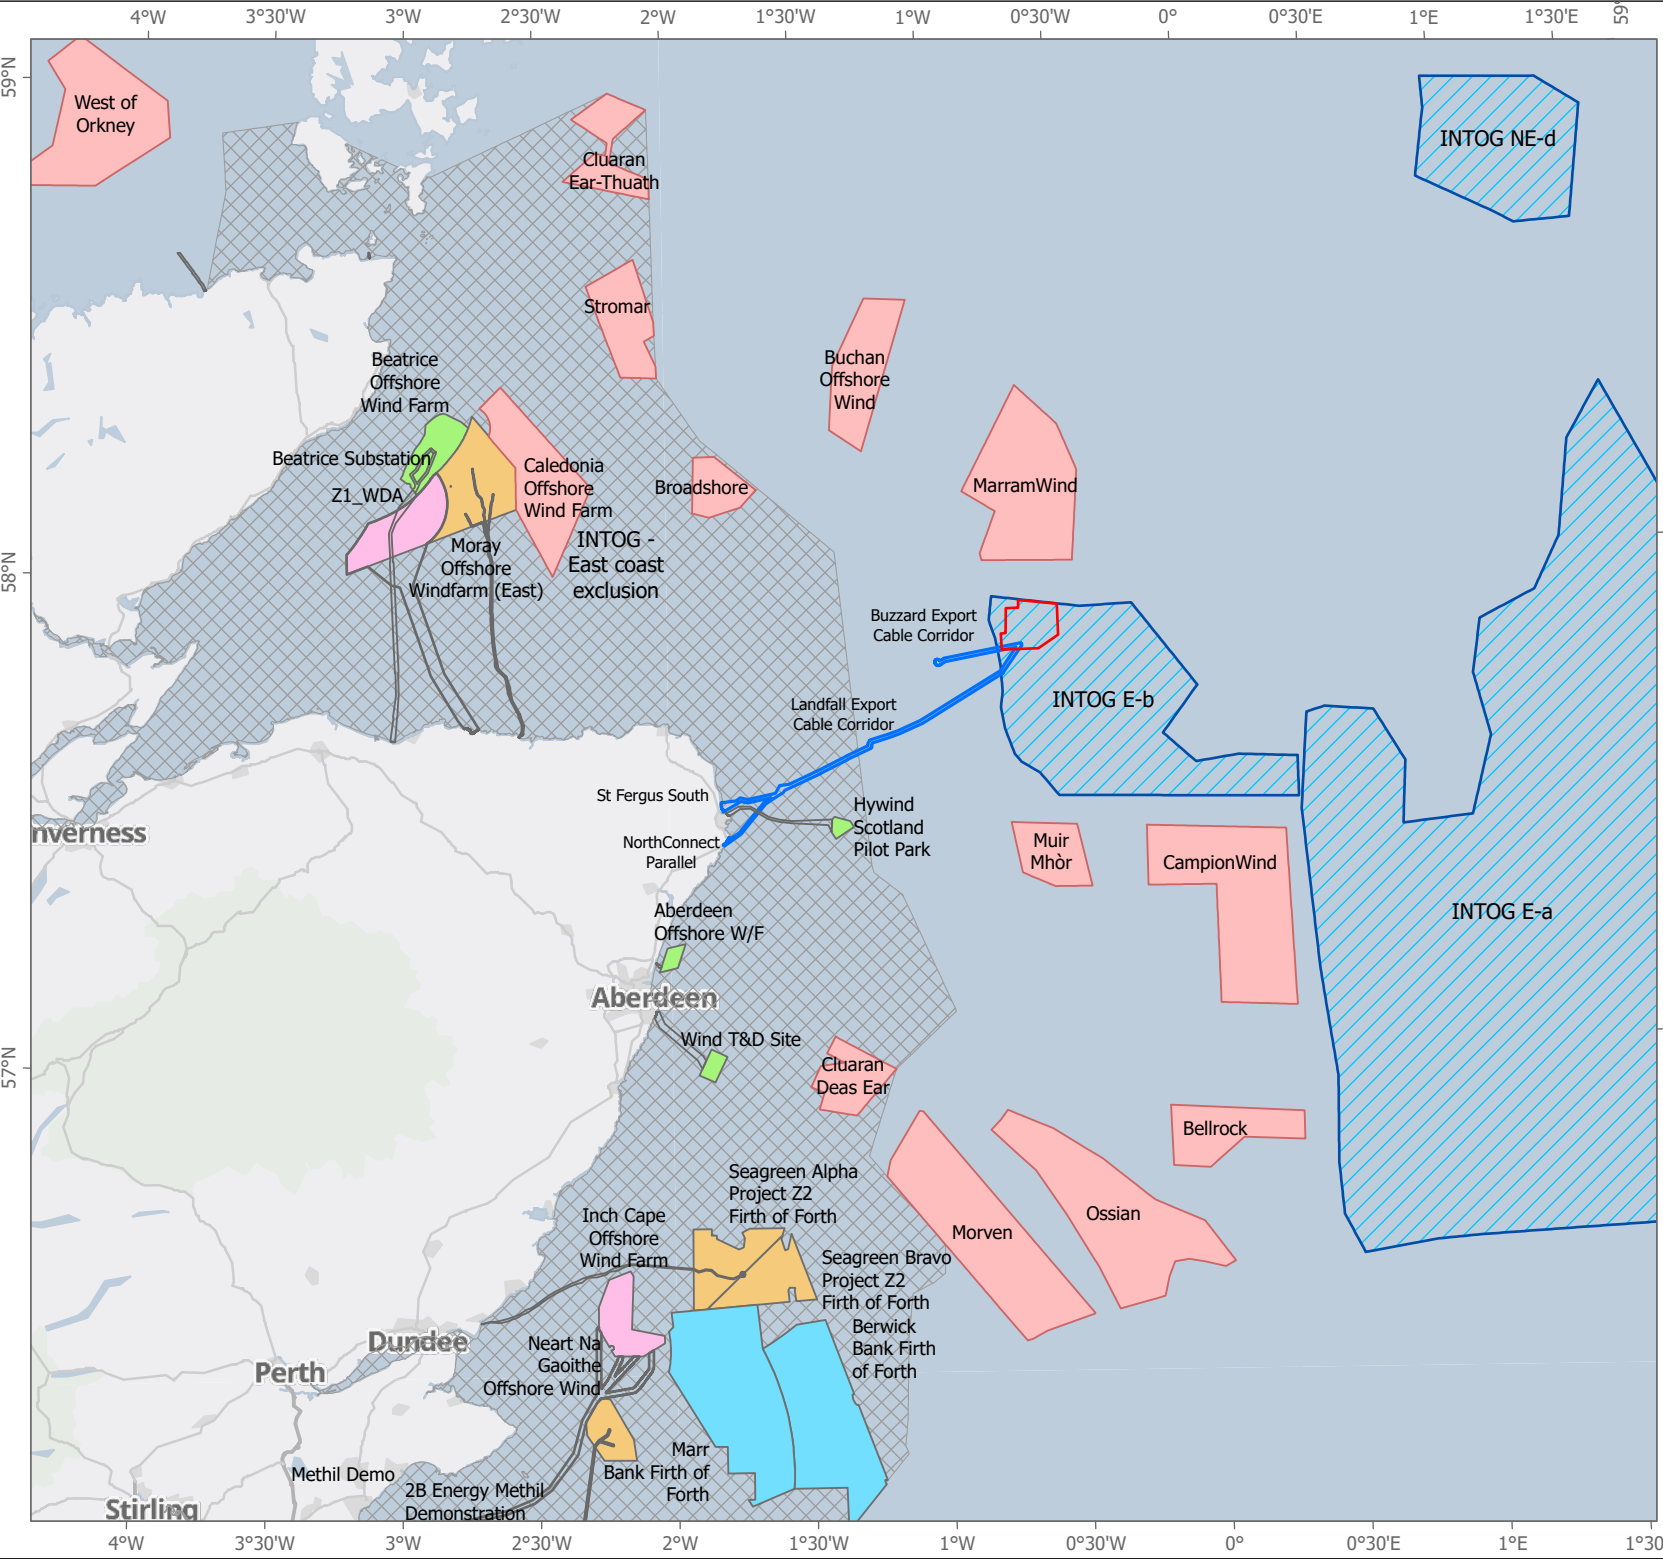 4°W 3°30'W 3°W 2°30'W 2°W 1°30'W 1°W 0°30'W 0° 0°30'E 1°E 1°30'E 59°
59°N
West of
Orkney
Cluaran
Ear-Thuath
INTOG NE-d
Stromar
Buchan
Offshore
Wind
Beatrice
Offshore
Wind Farm
Beatrice Substation
Z1_WDA
Caledonia
Offshore
Wind Farm
Broadshore
MarramWind
INTOG -
East coast
exclusion
Moray
Offshore
Windfarm (East)
58°N
Buzzard Export
Cable Corridor
INTOG E-b
Landfall Export
Cable Corridor
St Fergus South
Hywind
Scotland
Pilot Park
NorthConnect
Parallel
nverness
Muir
Mhòr
CampionWind
INTOG E-a
Aberdeen
Offshore W/F
Aberdeen
Wind T&D Site
57°N
Cluaran
Deas Ear
Bellrock
Seagreen Alpha
Project Z2
Firth of Forth
Inch Cape
Offshore
Wind Farm
Morven
Ossian
Seagreen Bravo
Project Z2
Firth of Forth
Berwick
Bank Firth
of Forth
Dundee
Neart Na
Gaoithe
Offshore Wind
Perth
Marr
Bank Firth of
Forth
Methil Demo
2B Energy Methil
Demonstration
Stirling
4°W 3°30'W 3°W 2°30'W 2°W 1°30'W 1°W 0°30'W 0° 0°30'E 1°E 1°30